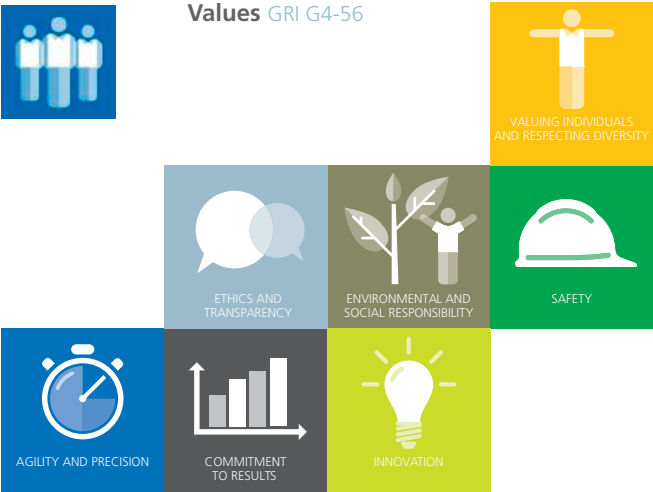 Values GRI G4-56
VALUING INDIVIDUALS
AND RESPECTING DIVERSITY
ETHICS AND
TRANSPARENCY
ENVIRONMENTAL AND
SOCIAL RESPONSIBILITY
SAFETY
AGILITY AND PRECISION
COMMITMENT
TO RESULTS
INNOVATION